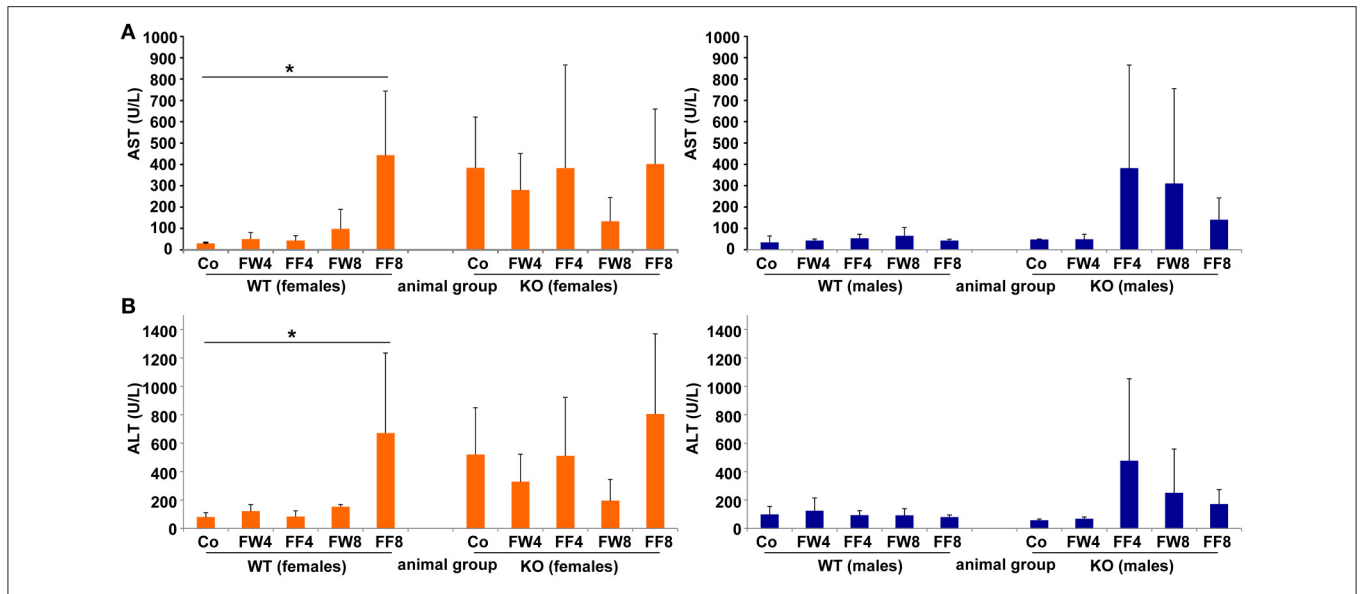 A
1000
900
800
700
600
500
400
300
200
100
0
AST (U/L)
*
Co FW4 FF4 FW8 FF8 Co FW4 FF4 FW8 FF8
WT (females) animal group KO (females)
1000
900
800
700
600
500
400
300
200
100
0
AST (U/L)
Co FW4 FF4 FW8 FF8 Co FW4 FF4 FW8 FF8
WT (males) animal group KO (males)
B
1400
1200
1000
800
600
400
200
0
ALT (U/L)
*
Co FW4 FF4 FW8 FF8 Co FW4 FF4 FW8 FF8
WT (females) animal group KO (females)
1400
1200
1000
800
600
400
200
0
ALT (U/L)
Co FW4 FF4 FW8 FF8 Co FW4 FF4 FW8 FF8
WT (males) animal group KO (males)